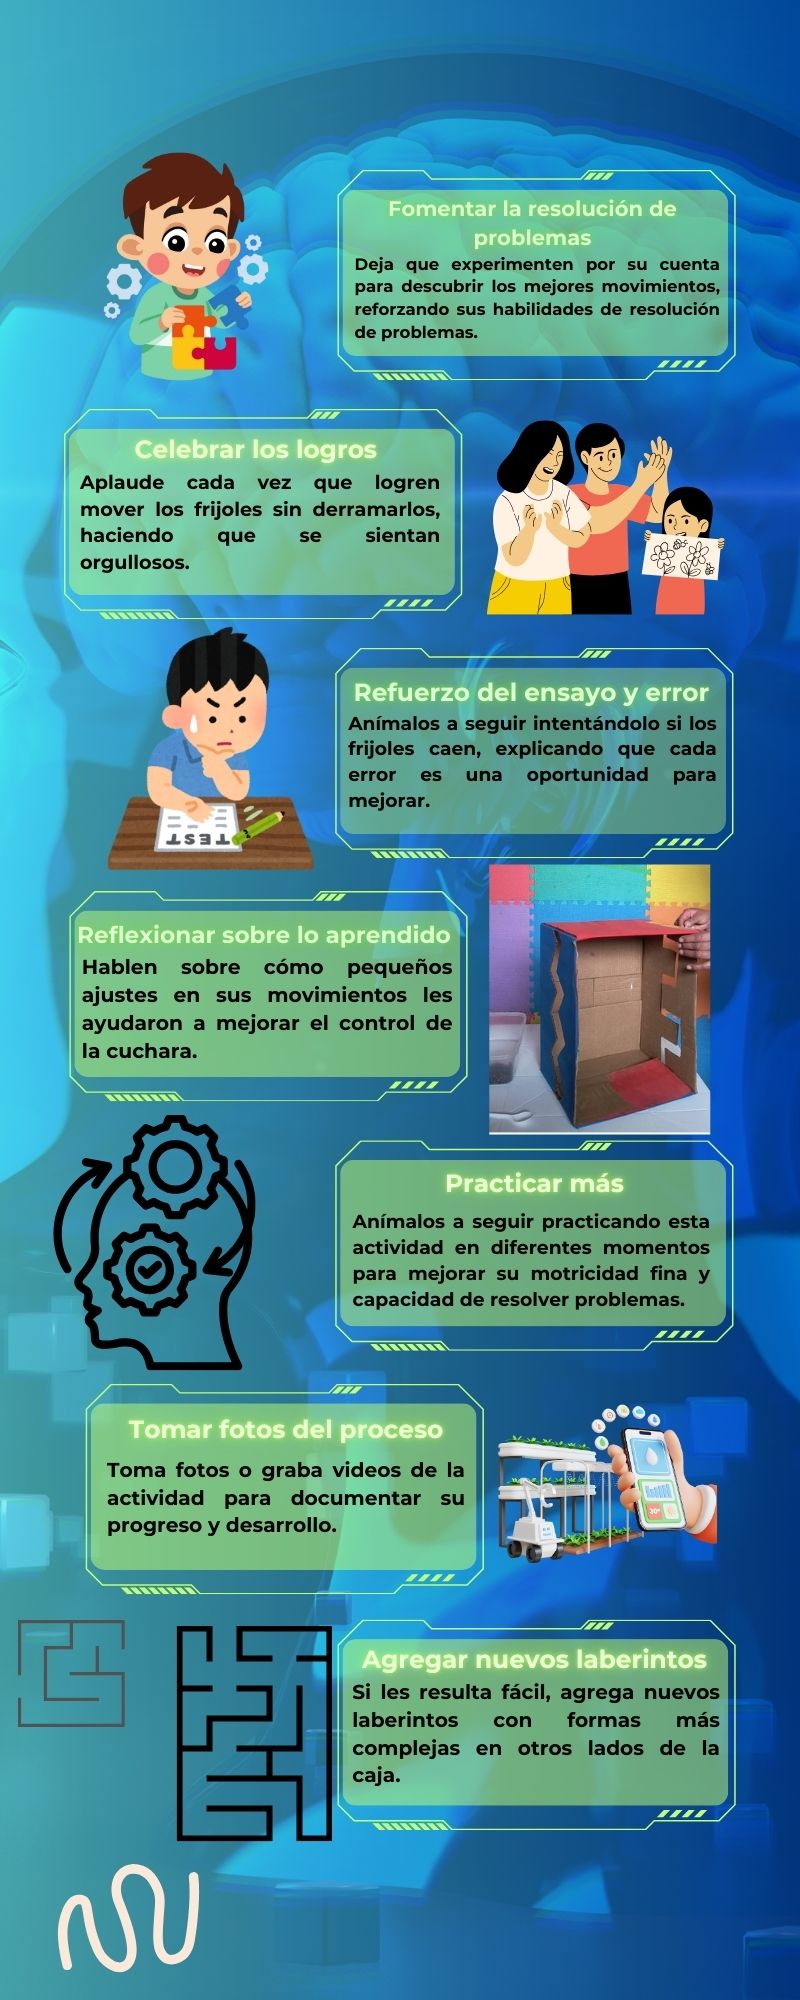 Fomentar la resolución de
problemas
Deja que experimenten por su cuenta
para descubrir los mejores movimientos,
reforzando sus habilidades de resolución
de problemas.
Celebrar los logros
Aplaude cada vez que logren
mover los frijoles sin derramarlos,
haciendo que se sientan
orgullosos.
Refuerzo del ensayo y error
Anímalos a seguir intentándolo si los
frijoles caen, explicando que cada
error es una oportunidad para
mejorar.
TEST
Reflexionar sobre lo aprendido
Hablen sobre cómo pequeños
ajustes en sus movimientos les
ayudaron a mejorar el control de
la cuchara.
Practicar más
Anímalos a seguir practicando esta
actividad en diferentes momentos
para mejorar su motricidad fina y
capacidad de resolver problemas.
Tomar fotos del proceso
Toma fotos o graba videos de la
actividad para documentar su
progreso y desarrollo.
30°
Agregar nuevos laberintos
Si les resulta fácil, agrega nuevos
laberintos con formas más
complejas en otros lados de la
caja.